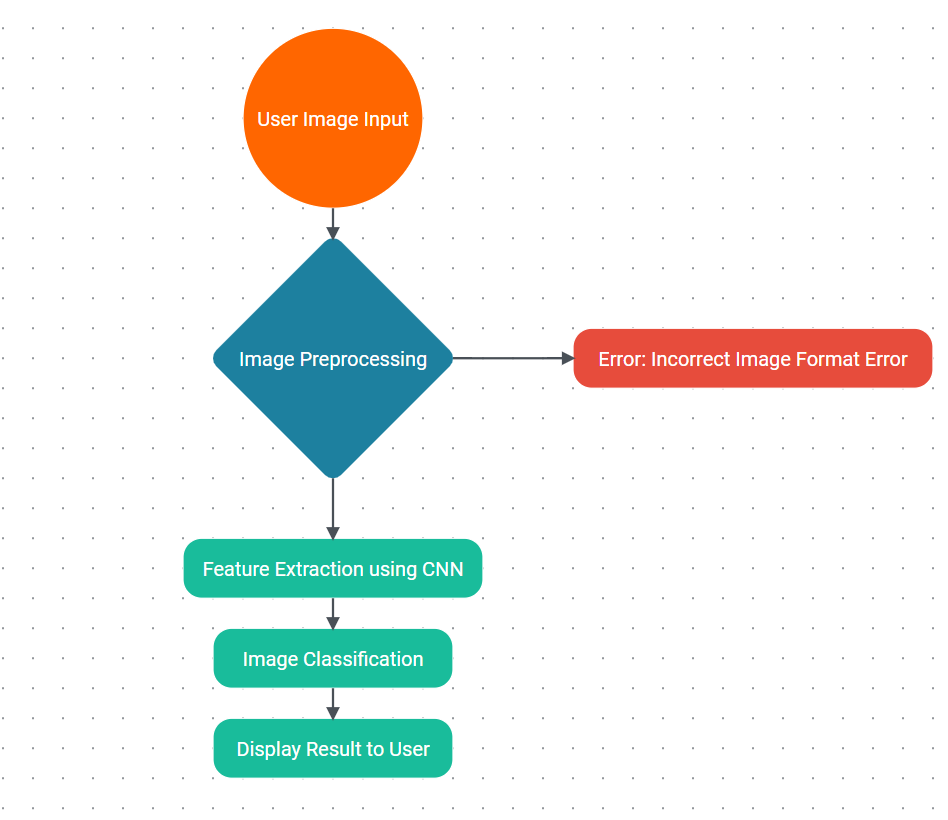 User Image Input
Image Preprocessing
Error: Incorrect Image Format Error
Feature Extraction using CNN
Image Classification
Display Result to User